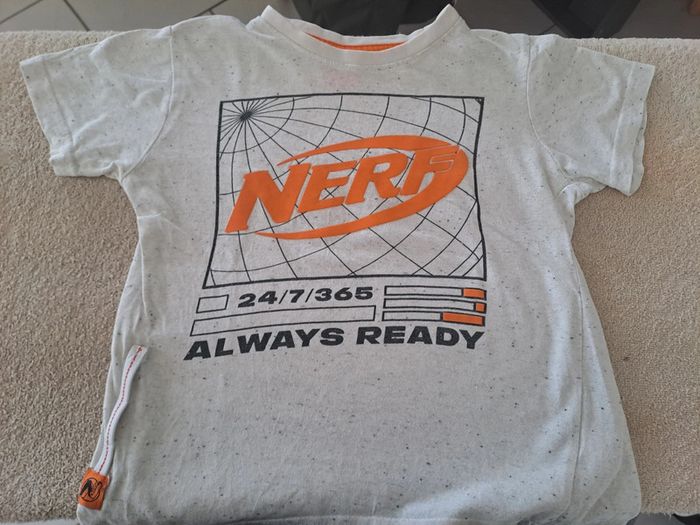 NERF
24/7/365
ALWAYS READY
N